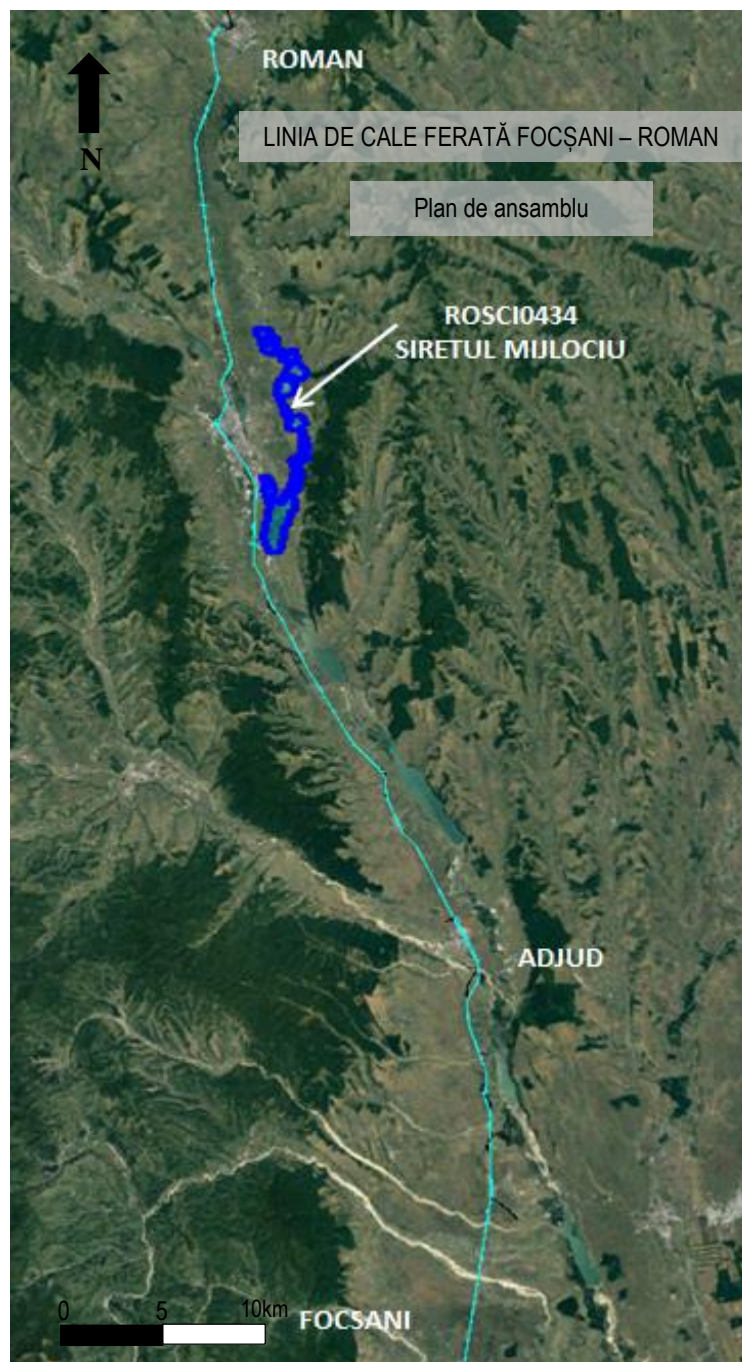 ROMAN
N
LINIA DE CALE FERATĂ FOCȘANI – ROMAN
Plan de ansamblu
ROSCI0434
SIRETUL MIJLOCIU
ADJUD
0 5 10km
FOCSANI